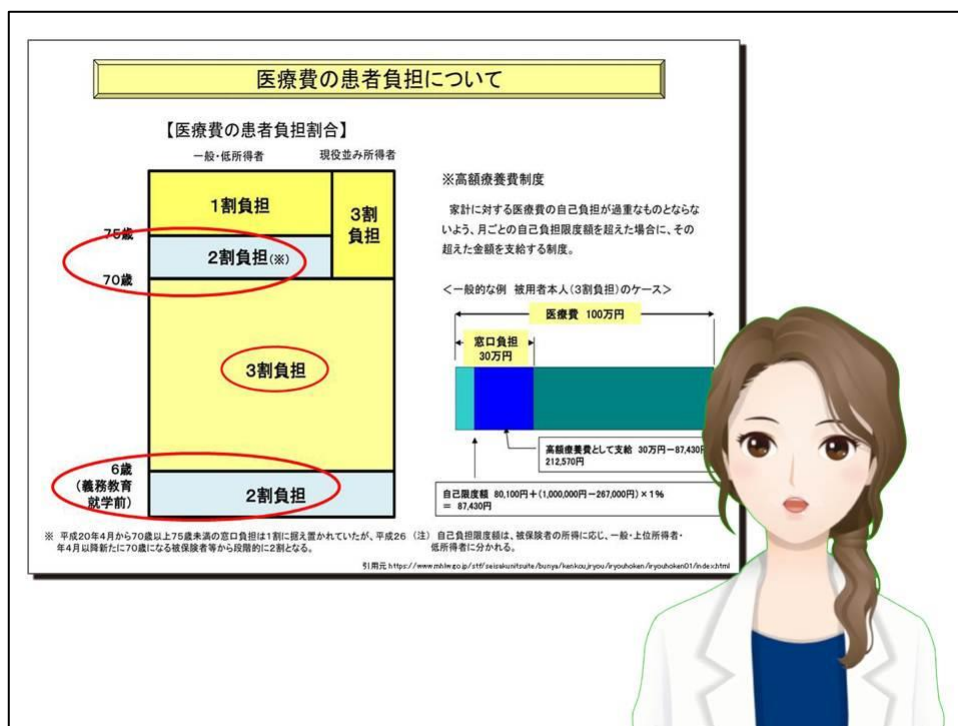 医療費の患者負担について
【医療費の患者負担割合】
一般・低所得者
現役並み所得者
1割負担
3割
負担
75歳
2割負担(※)
70歳
3割負担
6歳
(義務教育
就学前)
2割負担
※ 平成20年4月から70歳以上75歳未満の窓口負担は1割に据え置かれていたが、平成26
年4月以降新たに70歳になる被保険者等から段階的に2割となる。
※高額療養費制度
家計に対する医療費の自己負担が過重なものとならな
いよう、月ごとの自己負担限度額を超えた場合に、その
超えた金額を支給する制度。
<一般的な例 被用者本人(3割負担)のケース>
医療費 100万円
窓口負担
30万円
高額療養費として支給 30万円-87,430円
212,570円
自己限度額 80,100円+(1,000,000円-267,000円)×1%
= 87,430円
(注) 自己負担限度額は、被保険者の所得に応じ、一般・上位所得者・
低所得者に分かれる。
引用元 https://www.mhlw.go.jp/stf/seisakunitsuite/bunya/kenkou_iryou/iryouhoken/iryouhoken01/index.html